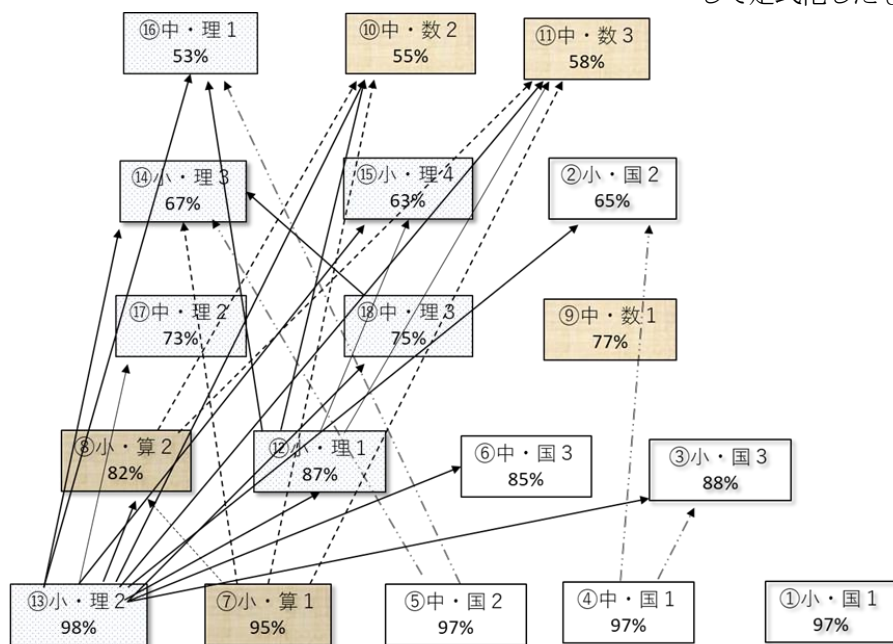 ⑯中・理１
53%
⑩中・数２
55%
⑪中・数３
58%
⑭小・理３
67%
⑮小・理４
63%
②小・国２
65%
⑰中・理２
73%
⑱中・理３
75%
⑨中・数１
77%
⑧小・算２
82%
⑫小・理１
87%
⑥中・国３
85%
③小・国３
88%
⑬小・理２
98%
⑦小・算１
95%
⑤中・国２
97%
④中・国１
97%
①小・国１
97%